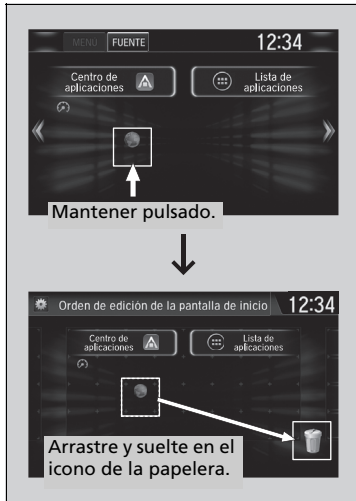 MENU FUENTE 12:34
Centro de
aplicaciones
Lista de
aplicaciones
Mantener pulsado.
Orden de edición de la pantalla de inicio 12:34
Centro de
aplicaciones
Lista de
aplicaciones
Arrastre y suelte en el
icono de la papelera.